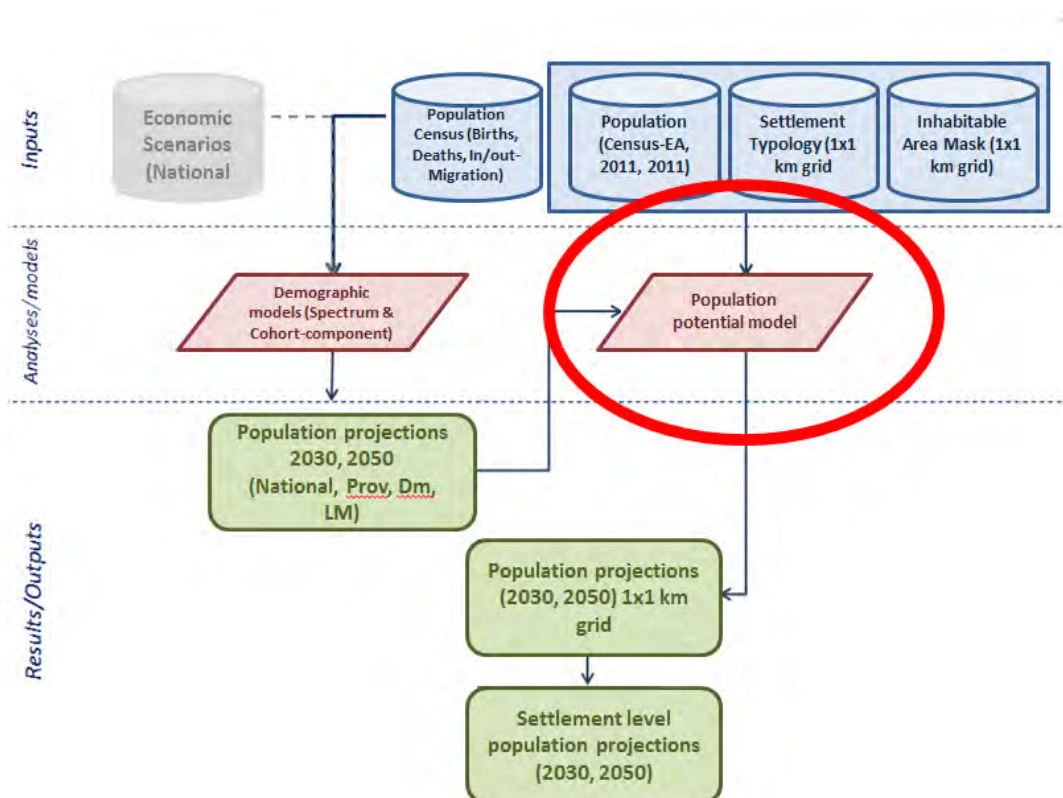 Inputs
Economic
Scenarios
(National
Population
Census (Births,
Deaths, In/out-
Migration)
Population
(Census-EA,
2011, 2011)
Settlement
Typology (1x1
km grid
Inhabitable
Area Mask (1x1
km grid)
Analyses/models
Demographic
models (Spectrum &
Cohort-component)
Population
potential model
Results/Outputs
Population projections
2030, 2050
(National, Prov, Dm,
LM)
Population projections
(2030, 2050) 1x1 km
grid
Settlement level
population projections
(2030, 2050)